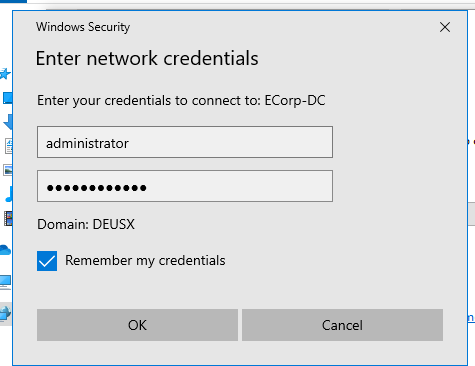 Windows Security
Enter network credentials
Enter your credentials to connect to: ECorp-DC
administrator
●●●●●●●●●●●●
Domain: DEUSX
Remember my credentials
OK
Cancel